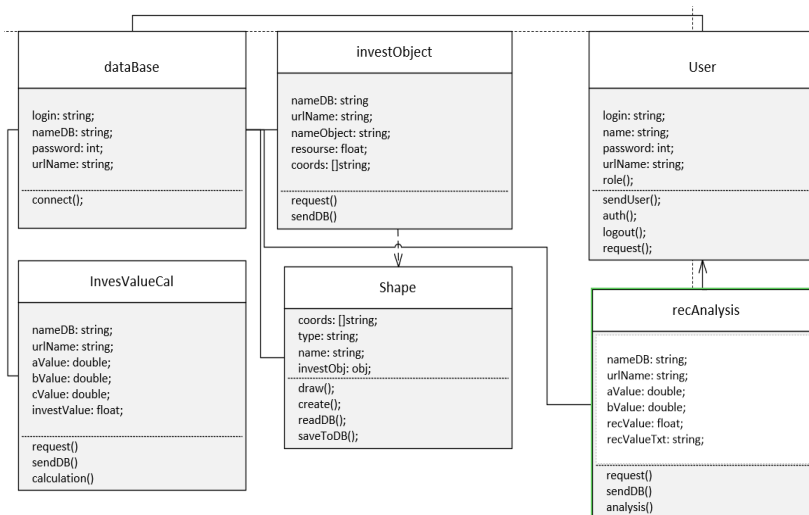 dataBase
login: string;
nameDB: string;
password: int;
urlName: string;
connect();
investObject
nameDB: string
urlName: string;
nameObject: string;
resourse: float;
coords: []string;
request()
sendDB()
User
login: string;
name: string;
password: int;
urlName: string;
role();
sendUser();
auth();
logout();
request();
InvesValueCal
nameDB: string;
urlName: string;
aValue: double;
bValue: double;
cValue: double;
investValue: float;
request()
sendDB()
calculation()
Shape
coords: []string;
type: string;
name: string;
investObj: obj;
draw();
create();
readDB();
saveToDB();
recAnalysis
nameDB: string;
urlName: string;
aValue: double;
bValue: double;
recValue: float;
recValueTxt: string;
request()
sendDB()
analysis()